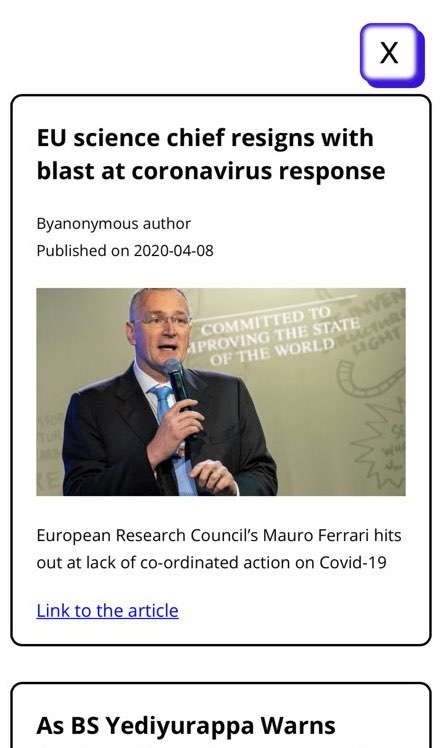 X
EU science chief resigns with
blast at coronavirus response
Byanonymous author
Published on 2020-04-08
COMMITTED TO
IMPROVING THE STATE
OF THE WORLD
European Research Council’s Mauro Ferrari hits
out at lack of co-ordinated action on Covid-19
Link to the article
As BS Yediyurappa Warns